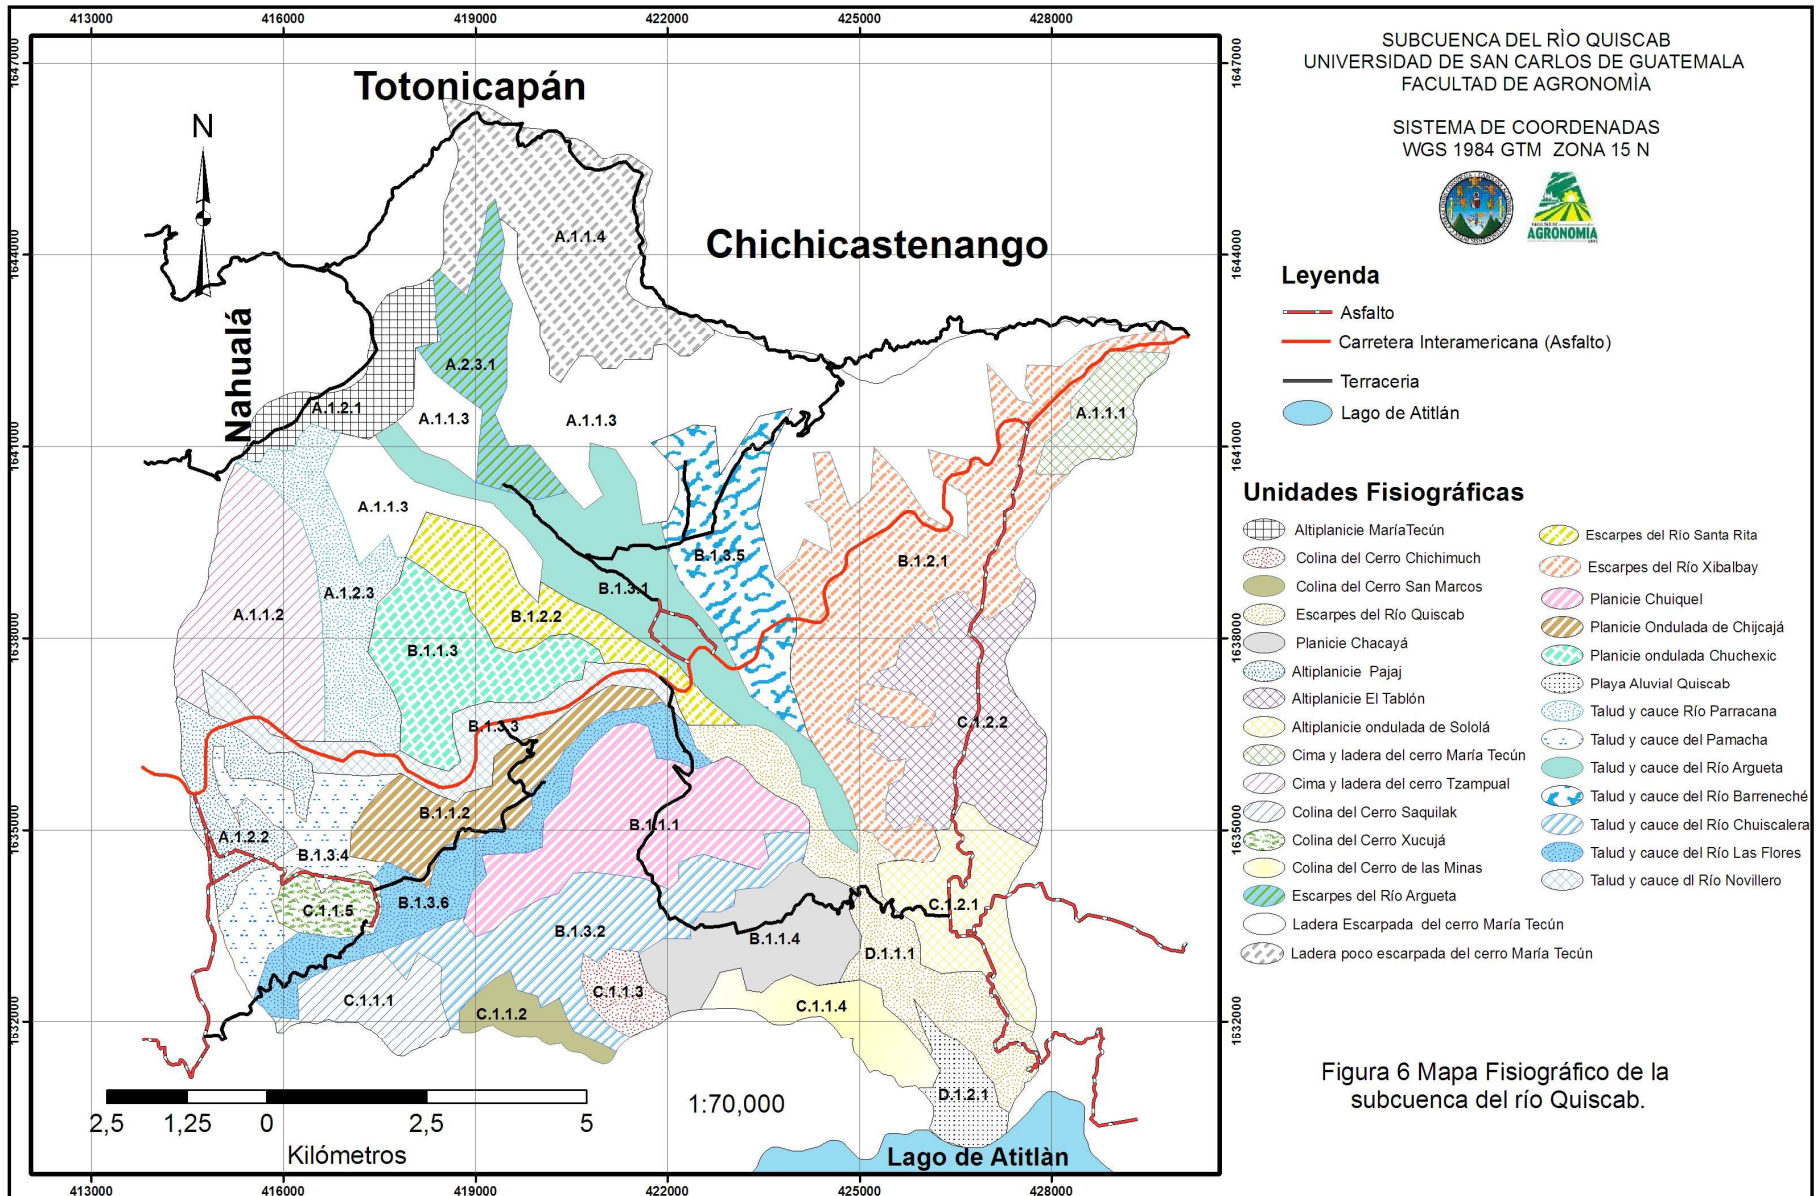 413000
416000
419000
422000
425000
428000
1647000
1647000
SUBCUENCA DEL RÌO QUISCAB
UNIVERSIDAD DE SAN CARLOS DE GUATEMALA
FACULTAD DE AGRONOMÌA
SISTEMA DE COORDENADAS
WGS 1984 GTM ZONA 15 N
AGRONOMIA
Totonicapán
N
A.1.1.4
Chichicastenango
1644000
1644000
Nahualá
A.2.3.1
A.1.2.1
A.1.1.3
A.1.1.3
A.1.1.1
1641000
1641000
A.1.1.3
B.1.3.5
B.1.2.1
A.1.2.3
B.1.3.1
A.1.1.2
B.1.2.2
1638000
1638000
B.1.1.3
B.1.3.3
C.1.2.2
B.1.1.2
B.1.1.1
1635000
1635000
A.1.2.2
B.1.3.4
C.1.1.5
B.1.3.6
C.1.2.1
B.1.3.2
B.1.1.4
D.1.1.1
C.1.1.3
C.1.1.1
C.1.1.4
C.1.1.2
1632000
1632000
D.1.2.1
2,5
1,25
0
2,5
5
Kilómetros
1:70,000
Lago de Atitlàn
413000
416000
419000
422000
425000
428000
Leyenda
Asfalto
Carretera Interamericana (Asfalto)
Terraceria
Lago de Atitlán
Unidades Fisiográficas
Altiplanicie MaríaTecún
Colina del Cerro Chichimuch
Colina del Cerro San Marcos
Escarpes del Río Quiscab
Planicie Chacayá
Altiplanicie Pajaj
Altiplanicie El Tablón
Altiplanicie ondulada de Sololá
Cima y ladera del cerro María Tecún
Cima y ladera del cerro Tzampual
Colina del Cerro Saquilak
Colina del Cerro Xucujá
Colina del Cerro de las Minas
Escarpes del Río Argueta
Ladera Escarpada del cerro María Tecún
Ladera poco escarpada del cerro María Tecún
Escarpes del Río Santa Rita
Escarpes del Río Xibalbay
Planicie Chuiquel
Planicie Ondulada de Chijcajá
Planicie ondulada Chuchexic
Playa Aluvial Quiscab
Talud y cauce Río Parracana
Talud y cauce del Pamacha
Talud y cauce del Río Argueta
Talud y cauce del Río Barreneché
Talud y cauce del Río Chuiscalera
Talud y cauce del Río Las Flores
Talud y cauce dl Río Novillero
Figura 6 Mapa Fisiográfico de la
subcuenca del río Quiscab.